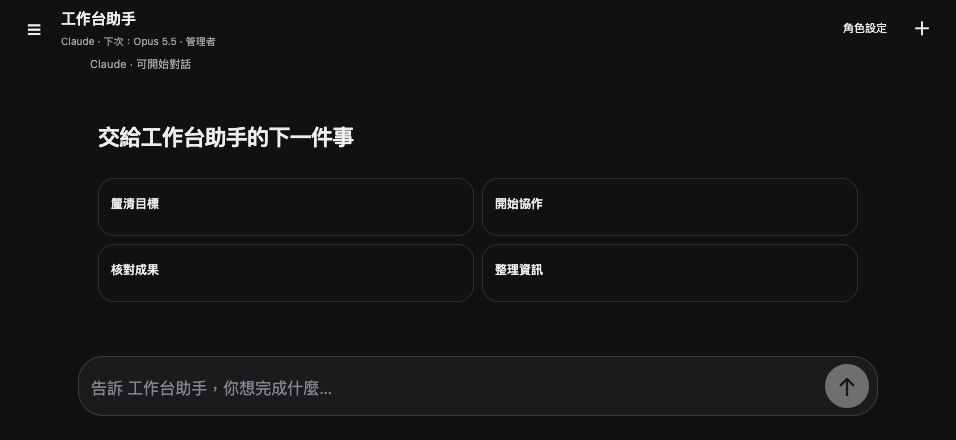 工作台助手
Claude · 下次：Opus 5.5 · 管理者
角色設定
Claude · 可開始對話
交給工作台助手的下一件事
釐清目標
開始協作
核對成果
整理資訊
告訴 工作台助手，你想完成什麼...